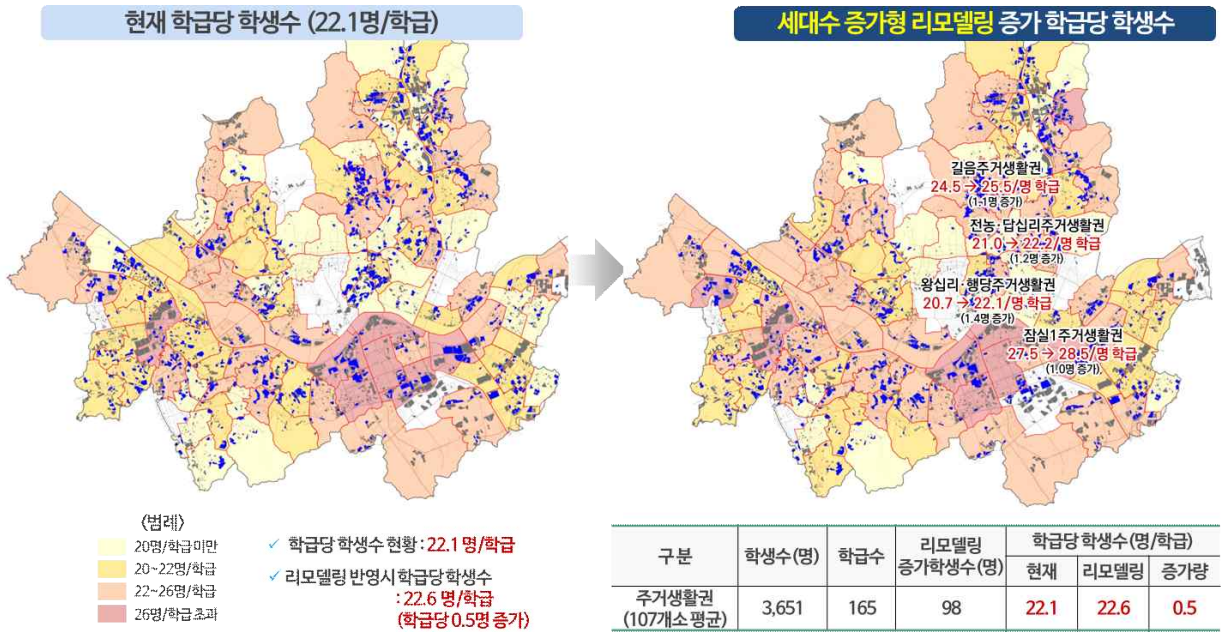 현재 학급당 학생수 (22.1명/학급)
세대수 증가형 리모델링 증가 학급당 학생수
길음주거생활권
24.5 → 25.5/명 학급
(1.1명 증가)
전농·답십리주거생활권
21.0 → 22.2/명 학급
(1.2명 증가)
왕십리·행당주거생활권
20.7 → 22.1/명 학급
(1.4명 증가)
잠실1주거생활권
27.5 → 28.5/명 학급
(1.0명 증가)
〈범례〉
20명/학급미만
20~22명/학급
22~26명/학급
26명/학급초과
✓ 학급당 학생수 현황 : 22.1 명/학급
✓ 리모델링 반영시 학급당 학생수
: 22.6 명/학급
(학급당 0.5명 증가)
구 분 학생수(명) 학급수 리모델링 증가학생수(명) 학급당 학생수(명/학급)
현재 리모델링 증가량
주거생활권 (107개소 평균) 3,651 165 98 22.1 22.6 0.5